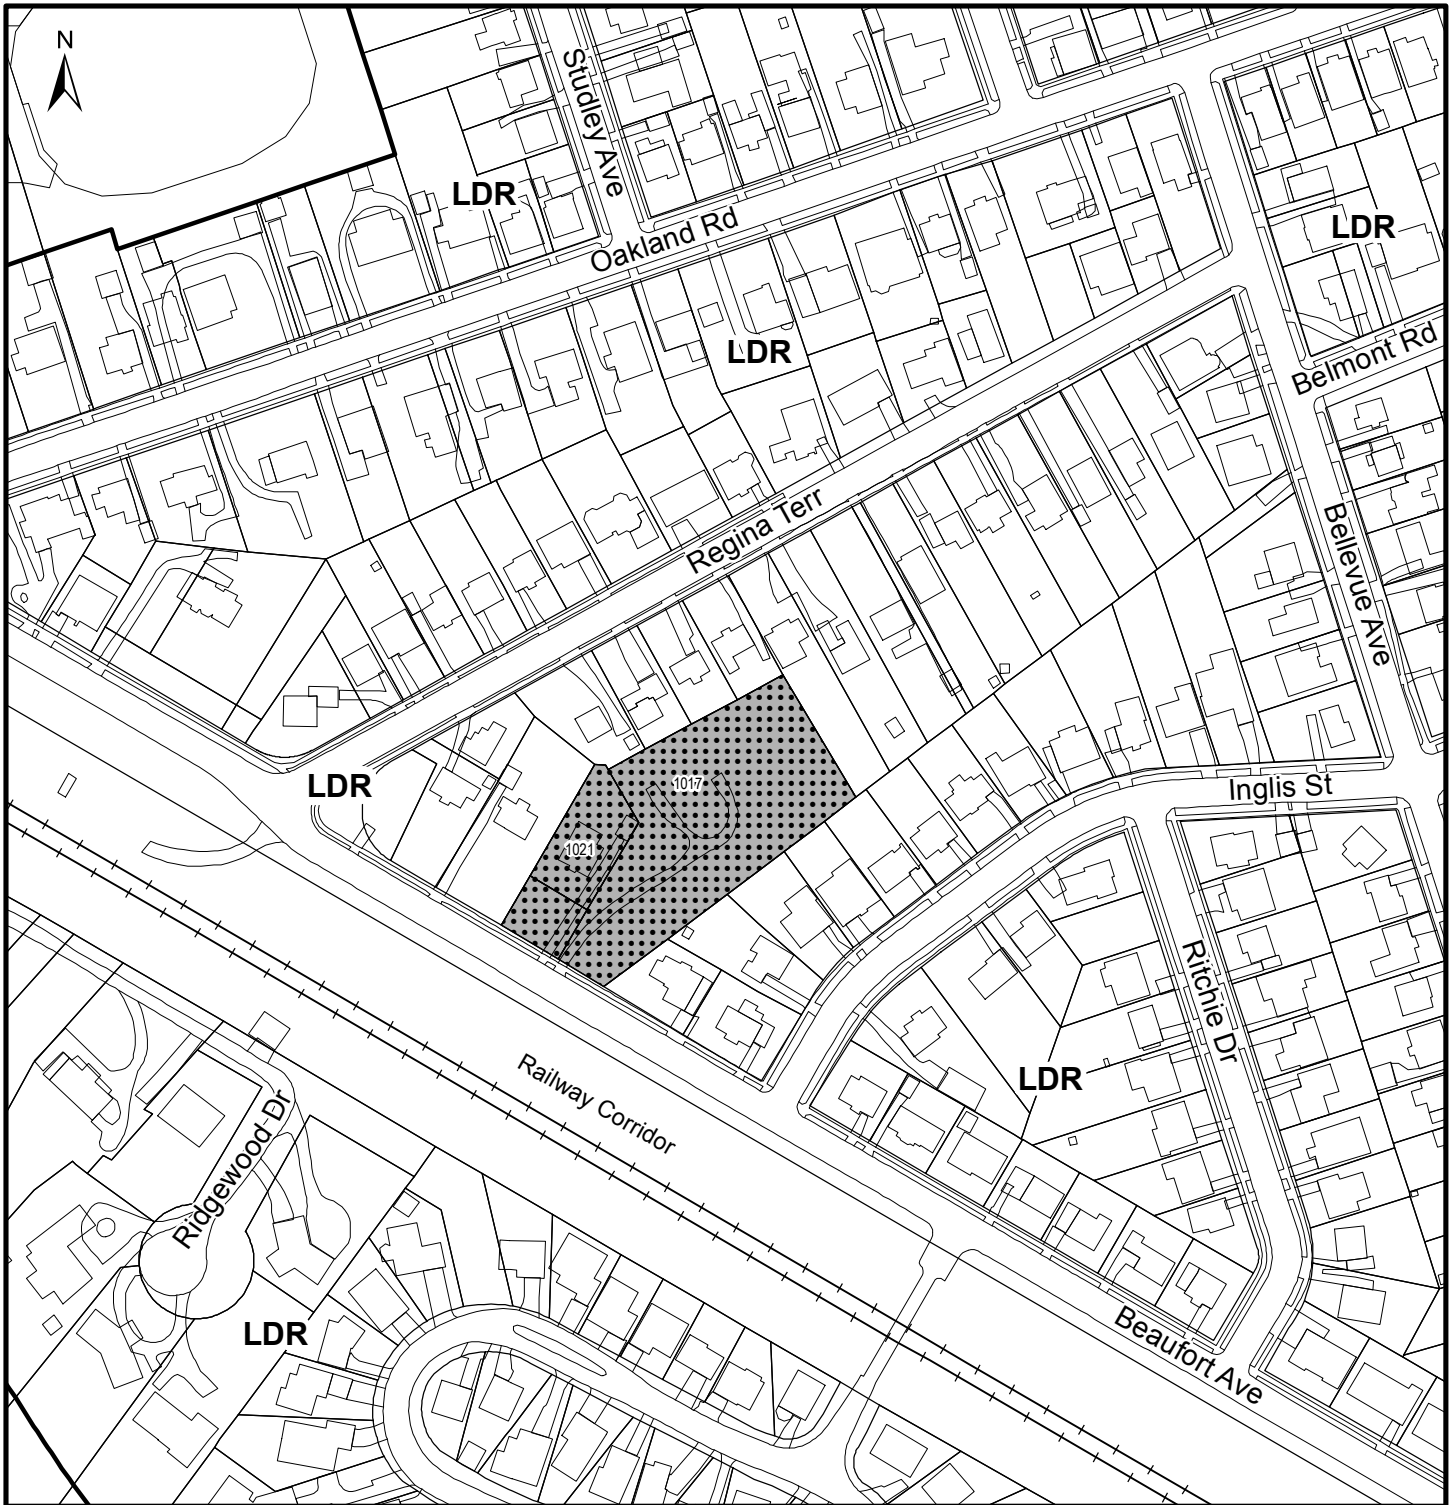 N
Studley Ave
LDR
Oakland Rd
LDR
LDR
Belmont Rd
Regina Terr
Bellevue Ave
LDR
1017
Inglis St
1021
Ritchie Dr
Railway Corridor
LDR
Ridgewood Dr
LDR
Beaufort Ave